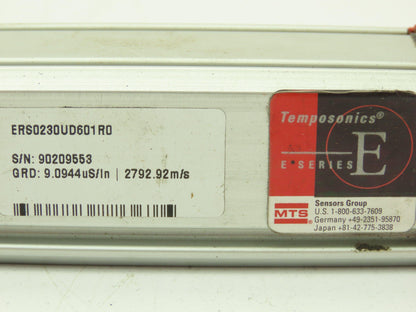 ERS0230UD601R0
S/N: 90209553
GRD: 9.0944uS/In | 2792.92m/s
Temposonics®
E
E SERIES
MTS
Sensors Group
U.S. 1-800-633-7609
Germany +49-2351-95870
Japan +81-42-775-3838